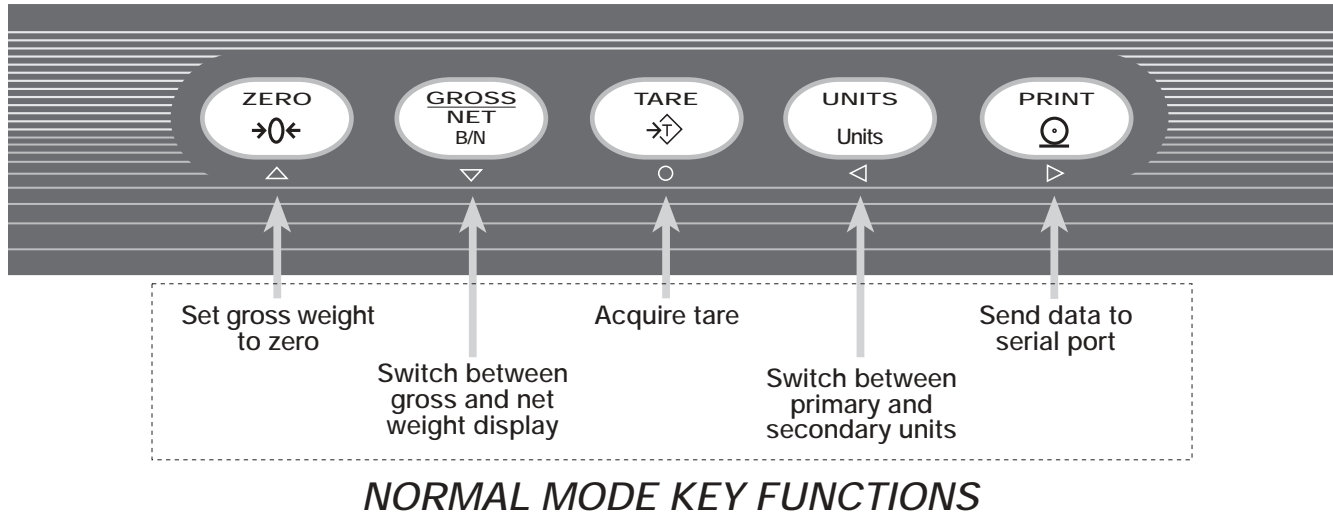 ZERO
→0←
GROSS
NET
B/N
TARE
→T
UNITS
Units
PRINT
Set gross weight
to zero
Switch between
gross and net
weight display
Acquire tare
Switch between
primary and
secondary units
Send data to
serial port
NORMAL MODE KEY FUNCTIONS